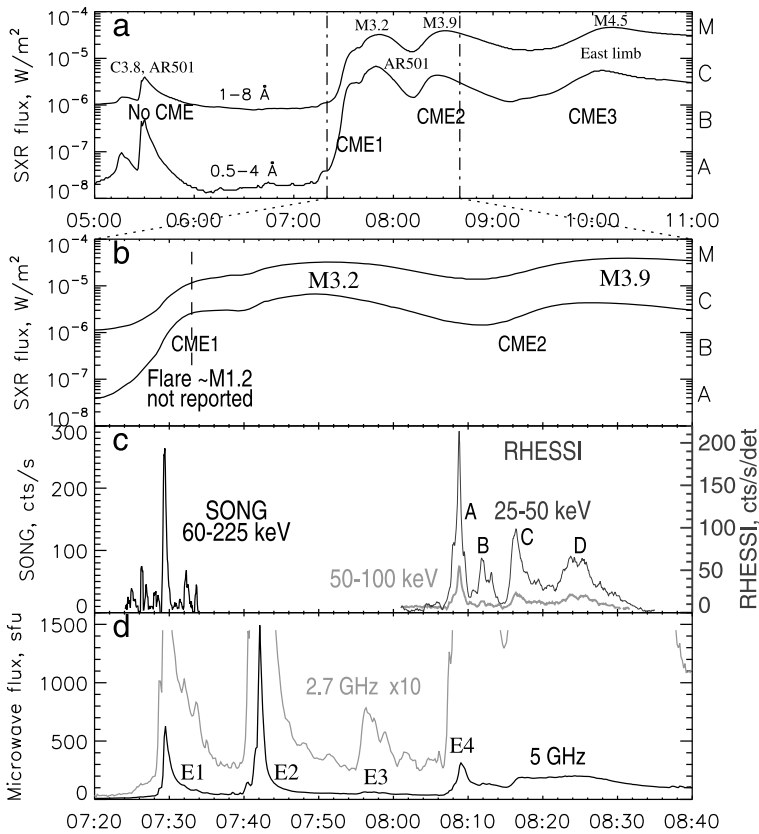 a
SXR flux, W/m²
10⁻⁴
10⁻⁵
10⁻⁶
10⁻⁷
10⁻⁸
C3.8, AR501
No CME
1-8 Å
0.5-4 Å
M3.2
M3.9
M4.5
AR501
East limb
CME1
CME2
CME3
M
C
B
A
05:00 06:00 07:00 08:00 09:00 10:00 11:00
b
SXR flux, W/m²
10⁻⁴
10⁻⁵
10⁻⁶
10⁻⁷
10⁻⁸
M3.2
M3.9
CME1
CME2
Flare ~M1.2
not reported
M
C
B
A
c
SONG, cts/s
300
200
100
0
SONG
60-225 keV
RHESSI
25-50 keV
50-100 keV
A
B
C
D
200
150
100
50
0
RHESSI, cts/s/det
d
Microwave flux, sfu
1500
1000
500
0
2.7 GHz x10
E1
E2
E3
E4
5 GHz
07:20 07:30 07:40 07:50 08:00 08:10 08:20 08:30 08:40